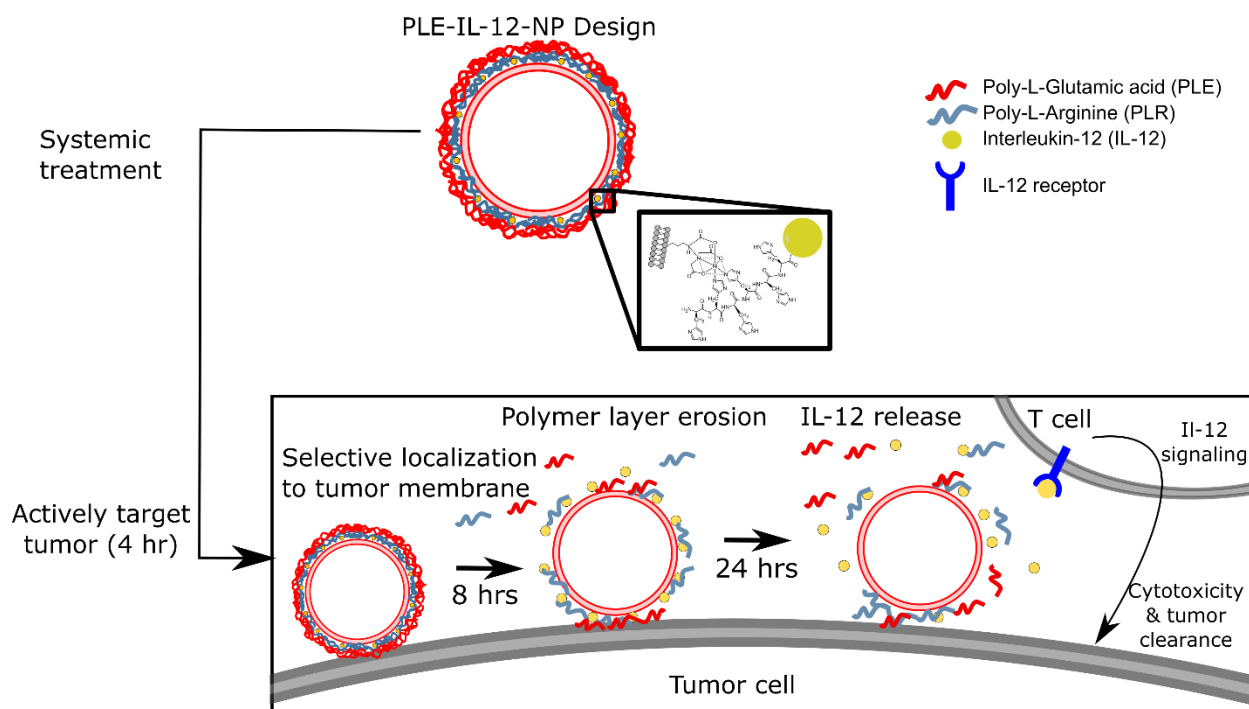 PLE-IL-12-NP Design
Poly-L-Glutamic acid (PLE)
Poly-L-Arginine (PLR)
Interleukin-12 (IL-12)
IL-12 receptor
Systemic
treatment
Actively target
tumor (4 hr)
Selective localization
to tumor membrane
8 hrs
Polymer layer erosion
24 hrs
IL-12 release
T cell
Il-12
signaling
Cytotoxicity
& tumor
clearance
Tumor cell